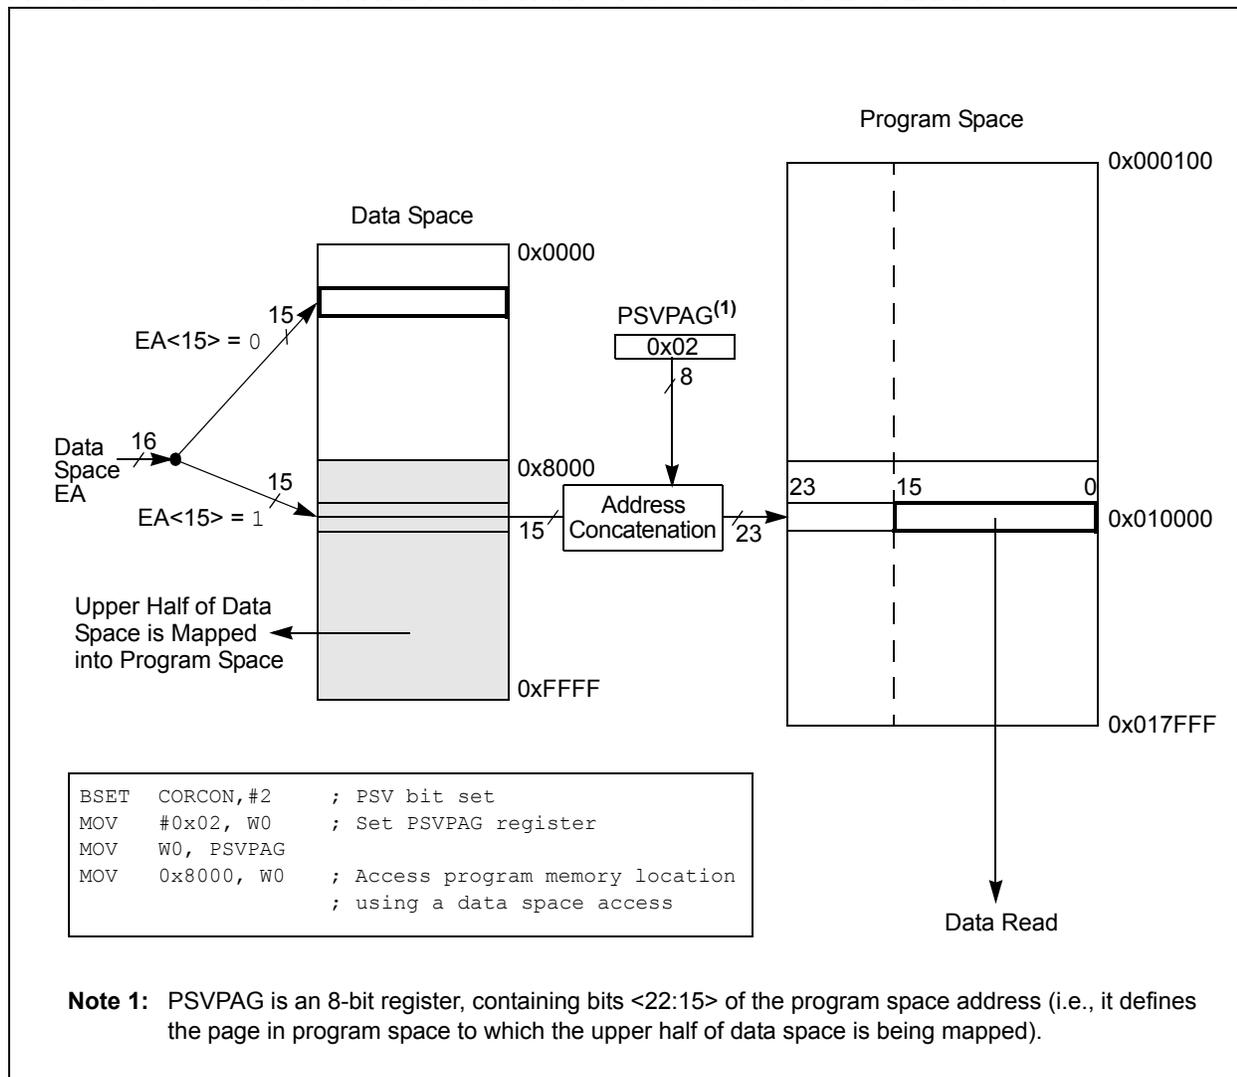 Program Space
0x000100
Data Space
0x0000
15
EA<15> = 0
PSVPAG(1)
0x02
8
Data
Space
EA
16
0x8000
15
EA<15> = 1
15
Address
Concatenation
23
23 15 0
0x010000
Upper Half of Data
Space is Mapped
into Program Space
0xFFFF
0x017FFF
BSET CORCON,#2 ; PSV bit set
MOV #0x02, W0 ; Set PSVPAG register
MOV W0, PSVPAG
MOV 0x8000, W0 ; Access program memory location
; using a data space access
Data Read
Note 1: PSVPAG is an 8-bit register, containing bits <22:15> of the program space address (i.e., it defines
the page in program space to which the upper half of data space is being mapped).